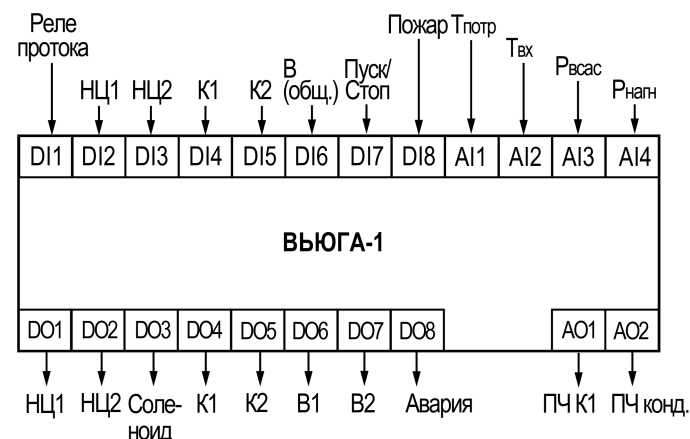 Реле
протока
НЦ1
НЦ2
К1
К2
В
(общ.)
Пуск/
Стоп
Пожар
Тпотр
Твх
Рвсас
Рнагн
DI1 DI2 DI3 DI4 DI5 DI6 DI7 DI8 AI1 AI2 AI3 AI4
ВЬЮГА-1
DO1 DO2 DO3 DO4 DO5 DO6 DO7 DO8 AO1 AO2
НЦ1 НЦ2 Соле- К1 К2 В1 В2 Авария ПЧ К1 ПЧ конд.
ноид